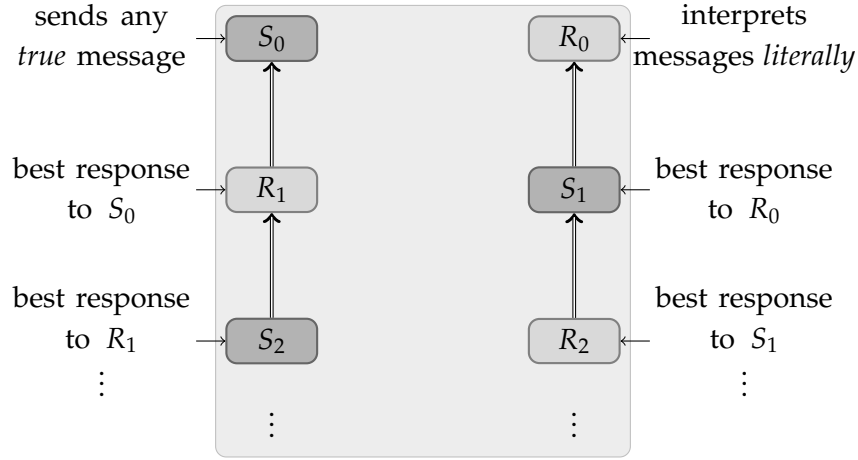 sends any
true message
S0
R0
interprets
messages literally
best response
to S0
R1
S1
best response
to R0
best response
to R1
S2
R2
best response
to S1
⋮
⋮
⋮
⋮